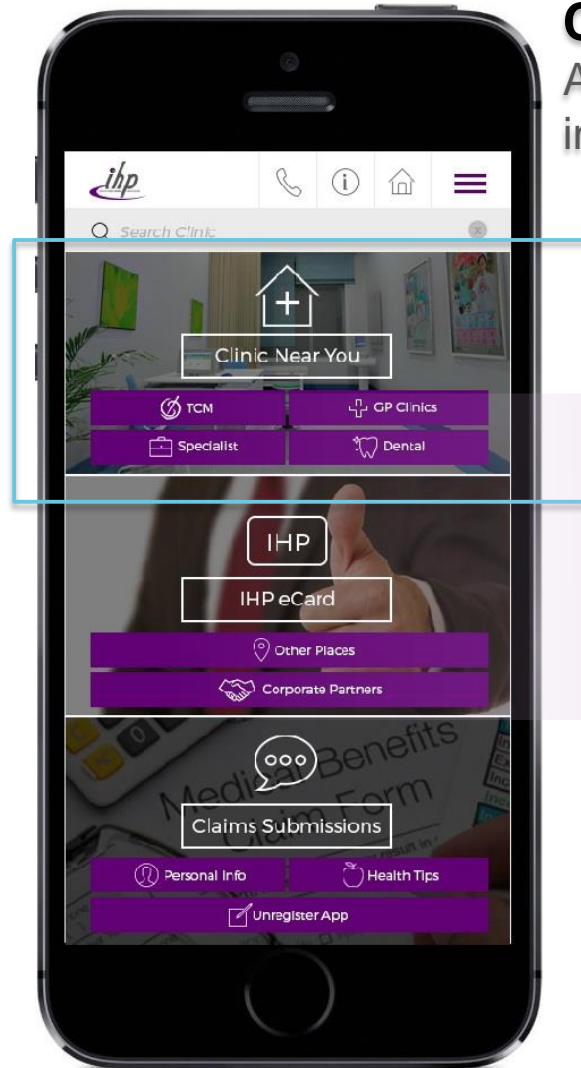 ihp
Search Clinic
Clinic Near You
TCM
GP Clinics
Specialist
Dental
IHP
IHP eCard
Other Places
Corporate Partners
Medical Benefits
Claim Form
Claims Submissions
Personal Info
Health Tips
Unregister App